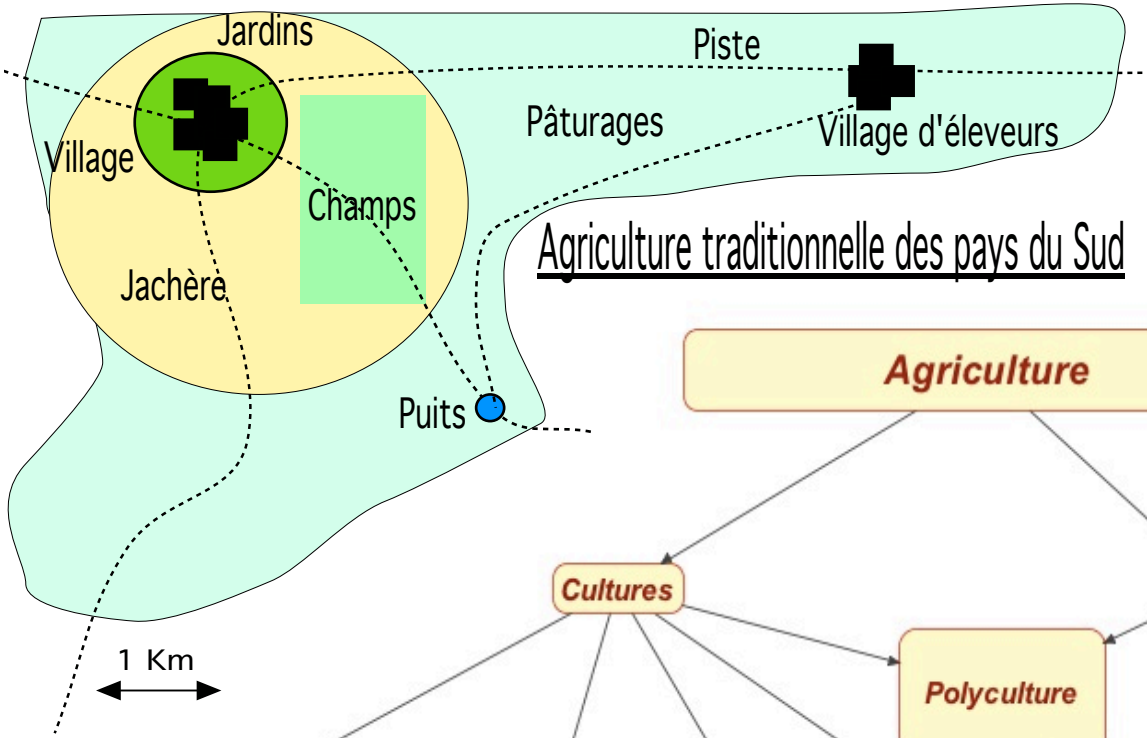 Jardins
Piste
Pâturages
Village d'éleveurs
Village
Champs
Agriculture traditionnelle des pays du Sud
Jachère
Puits
1 Km
Agriculture
Cultures
Polyculture